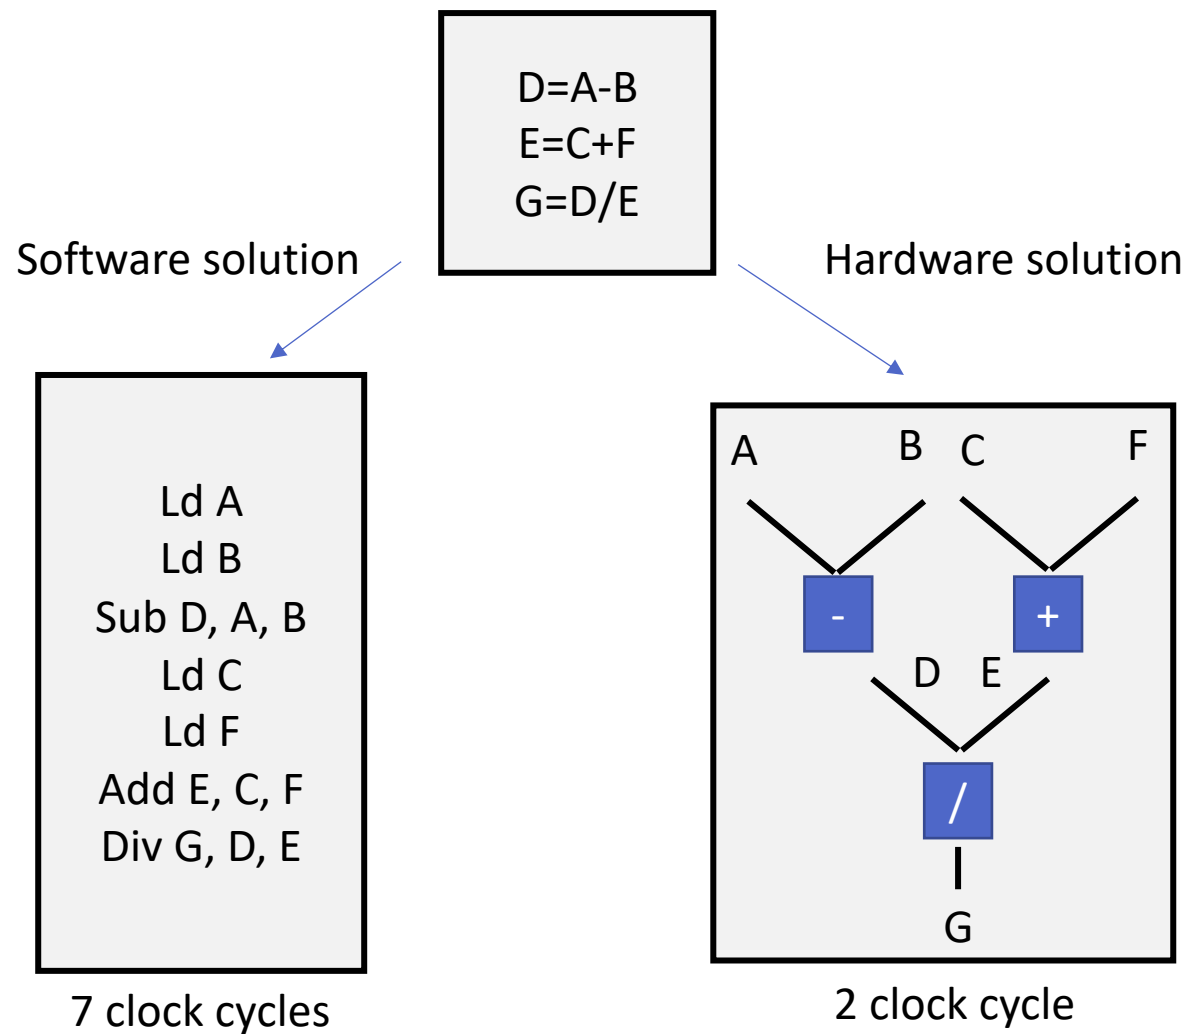 D=A-B
E=C+F
G=D/E
Software solution
Hardware solution
Ld A
Ld B
Sub D, A, B
Ld C
Ld F
Add E, C, F
Div G, D, E
7 clock cycles
A B C F
- +
D E
/
G
2 clock cycle